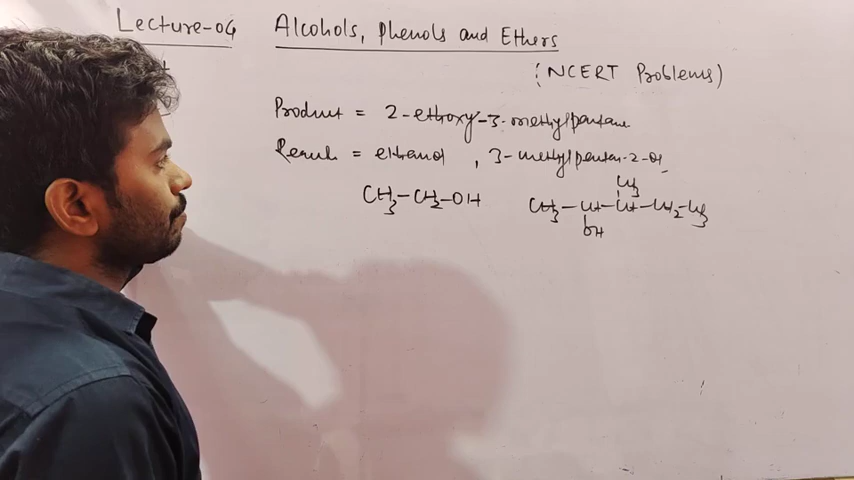 Lecture-04 Alcohols, Phenols and Ethers
(NCERT Problems)
Product = 2-ethoxy-3-methylpentane
= ethanol, 3-methylpentan-2-ol
CH3
CH3-CH2-OH CH3-CH-CH-CH2-CH3
OH